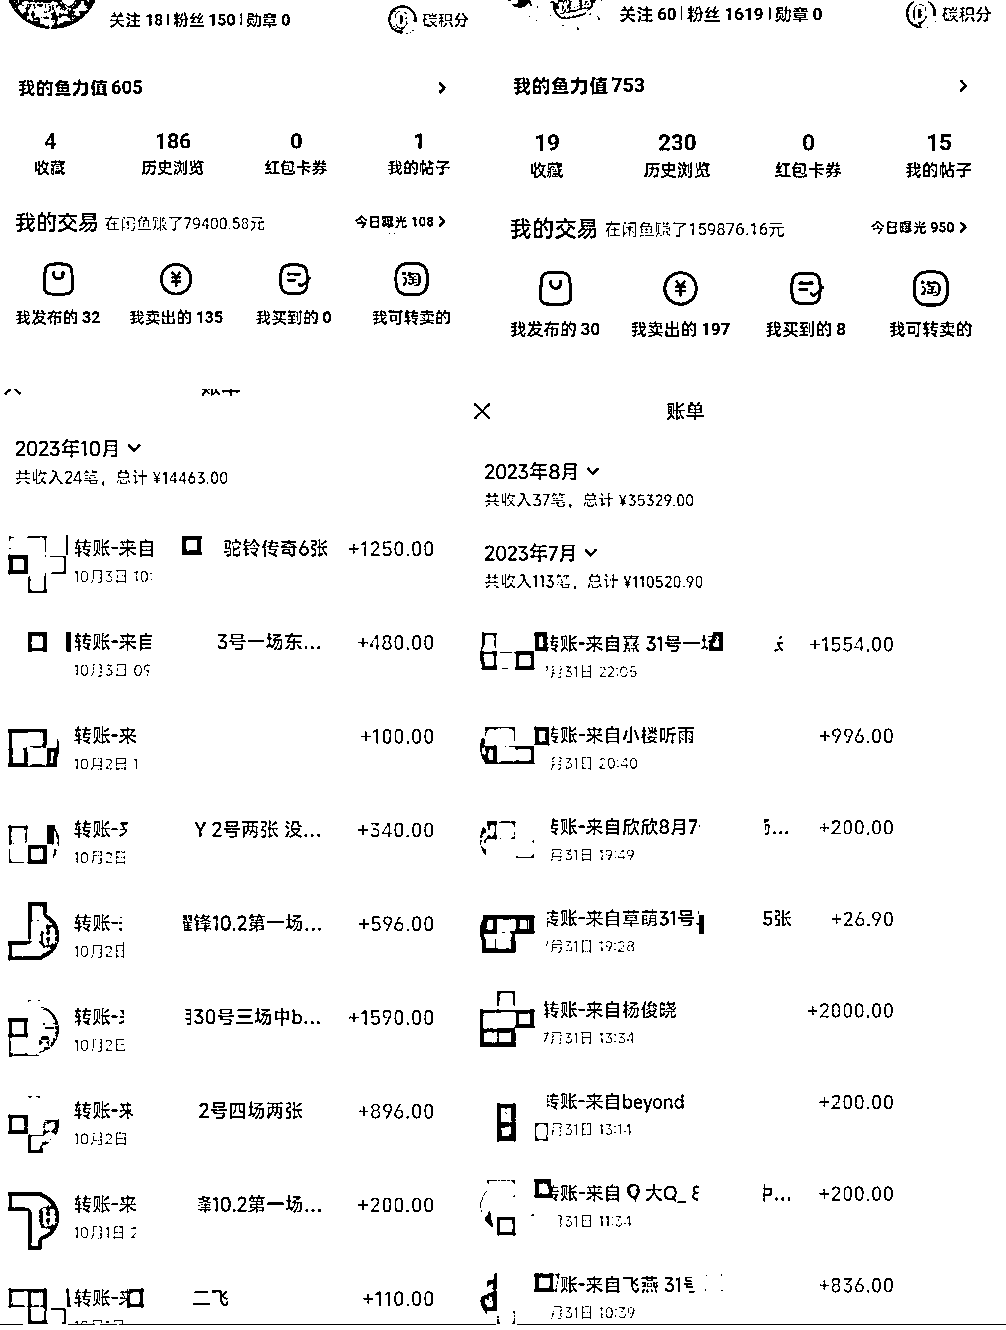 关注 18 | 粉丝 150 | 勋章 0
碳积分
我的鱼力值 605
4 186 0 1
收藏 历史浏览 红包卡券 我的帖子
我的交易 在闲鱼赚了79400.58元 今日曝光 108
我发布的 32 我卖出的 135 我买到的 0 我可转卖的
关注 60 | 粉丝 1619 | 勋章 0
碳积分
我的鱼力值 753
19 230 0 15
收藏 历史浏览 红包卡券 我的帖子
我的交易 在闲鱼赚了159876.16元 今日曝光 950
淘
我发布的 30 我卖出的 197 我买到的 8 我可转卖的
2023年10月
共收入24笔，总计 ¥14463.00
转账-来自 驼铃传奇6张 +1250.00
10月3日 10:
转账-来自 3号一场东... +480.00
10月3日 09
转账-来 +100.00
10月2日 1
转账- Y 2号两张 没... +340.00
10月2日
转账- 锋10.2第一场... +596.00
10月2日
转账- 30号三场中b... +1590.00
10月2日
转账-来 2号四场两张 +896.00
10月2日
转账-来 10.2第一场... +200.00
10月1日 2
转账- 二飞 +110.00
账单
2023年8月
共收入37笔，总计 ¥35329.00
2023年7月
共收入113笔，总计 ¥110520.90
转账-来自熹 31号一场 +1554.00
7月31日 22:05
转账-来自小楼听雨 +996.00
月31日 20:40
转账-来自欣欣8月7 ... +200.00
月31日 19:49
转账-来自草萌31号 5张 +26.90
7月31日 19:28
转账-来自杨俊晓 +2000.00
7月31日 13:34
转账-来自beyond +200.00
月31日 13:14
转账-来自 大Q_ ... +200.00
31日 11:34
账-来自飞燕 31号 +836.00
月31日 10:39